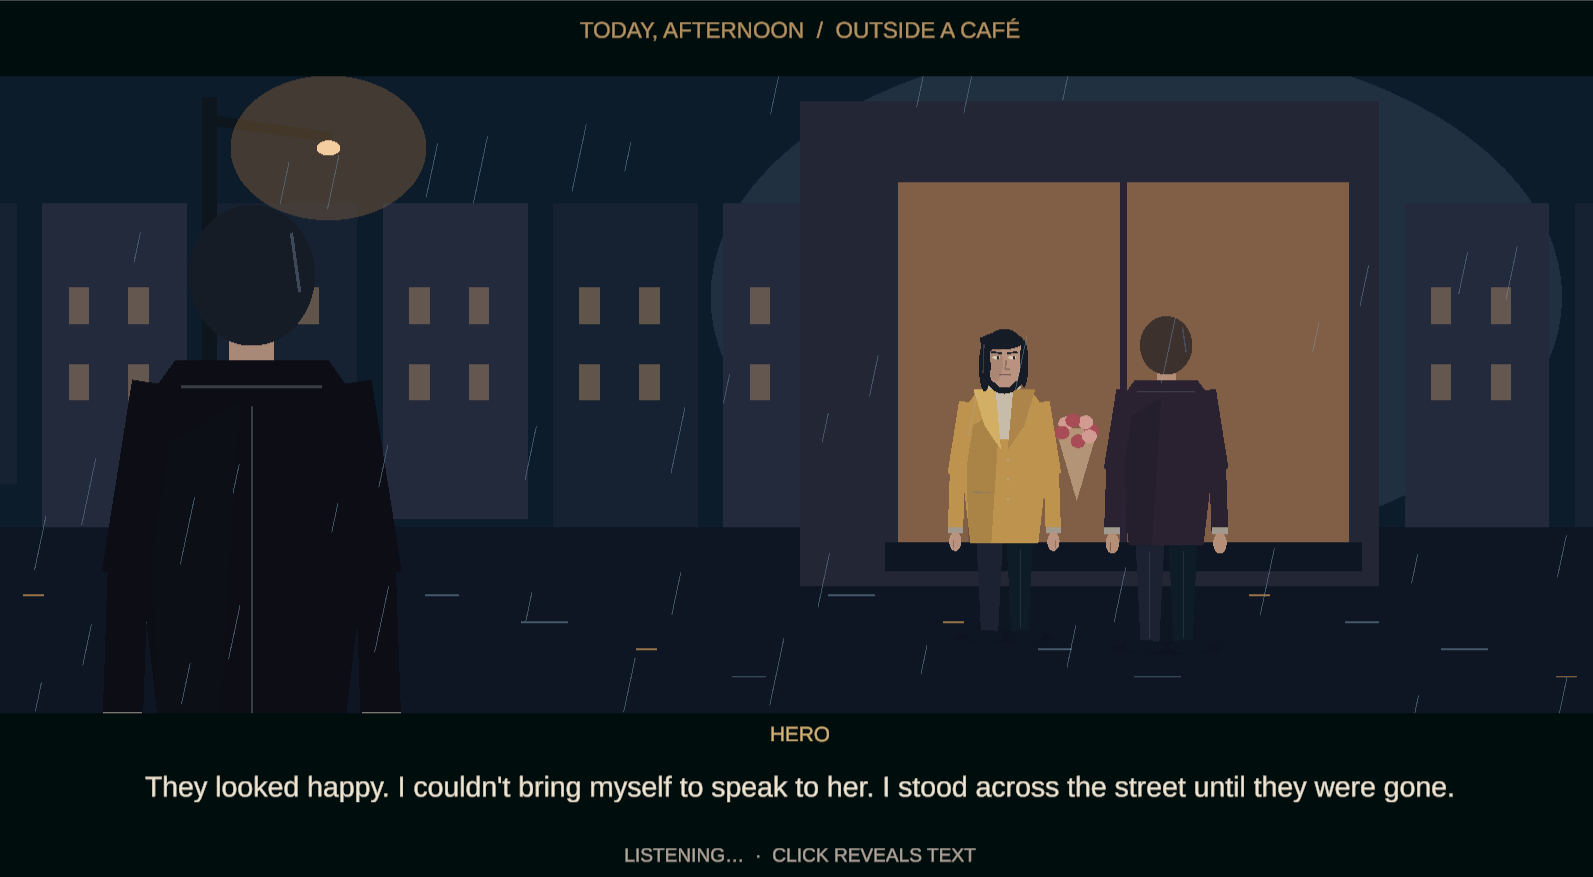 TODAY, AFTERNOON / OUTSIDE A CAFÉ
HERO
They looked happy. I couldn't bring myself to speak to her. I stood across the street until they were gone.
LISTENING... · CLICK REVEALS TEXT